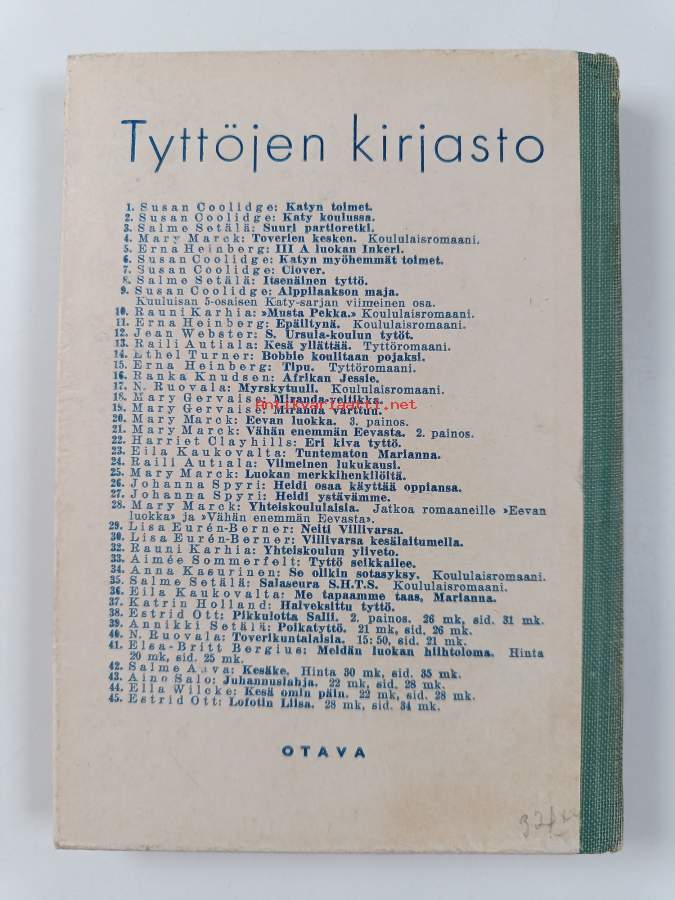 Tyttöjen kirjasto
1. Susan Coolidge: Katyn toimet.
2. Susan Coolidge: Katy koulussa.
3. Salme Setälä: Suuri partioretki.
4. Mary Marck: Toverien kesken. Koululaisromaani.
5. Erna Heinberg: III A luokan Inkeri.
6. Susan Coolidge: Katyn myöhemmät toimet.
7. Susan Coolidge: Clover.
8. Salme Setälä: Itsenäinen tyttö.
9. Susan Coolidge: Alppilaakson maja.
Kuuluisan 5-osaisen Katy-sarjan viimeinen osa.
10. Rauni Karhia: »Musta Pekka.» Koululaisromaani.
11. Erna Heinberg: Epäiltynä. Koululaisromaani.
12. Jean Webster: S. Ursula-koulun tytöt.
13. Raili Autiala: Kesä yllättää. Tyttöromaani.
14. Ethel Turner: Bobbie koulitaan pojaksi.
15. Erna Heinberg: Tipu. Tyttöromaani.
16. Ranka Knudsen: Afrikan Jessie.
17. N. Ruovala: Myrskytuuli. Koululaisromaani.
18. Mary Gervaise: Miranda-veitikka.
antikvariaatti.net
19. Mary Gervaise: Miranda varttuu.
20. Mary Marck: Eevan luokka. 3. painos.
21. Mary Marck: Vähän enemmän Eevasta. 2. painos.
22. Harriet Clayhills: Eri kiva tyttö.
23. Eila Kaukovalta: Tuntematon Marianna.
24. Raili Autiala: Viimeinen lukukausi.
25. Mary Marck: Luokan merkkihenkilöitä.
26. Johanna Spyri: Heidi osaa käyttää oppiansa.
27. Johanna Spyri: Heidi ystävämme.
28. Mary Marck: Yhteiskoululaisia. Jatkoa romaaneille »Eevan
luokka» ja »Vähän enemmän Eevasta».
29. Lisa Eurén-Berner: Neiti Villivarsa.
30. Lisa Eurén-Berner: Villivarsa kesälaitumella.
32. Rauni Karhia: Yhteiskoulun yliveto.
33. Aimée Sommerfelt: Tyttö seikkailee.
34. Anna Kasurinen: Se olikin sotasyksy. Koululaisromaani.
35. Salme Setälä: Salaseura S.H.T.S. Koululaisromaani.
36. Eila Kaukovalta: Me tapaamme taas, Marianna.
37. Katrin Holland: Halveksittu tyttö.
38. Estrid Ott: Pikkulotta Salli. 2. painos. 26 mk, sid. 31 mk.
39. Annikki Setälä: Poikatyttö. 21 mk, sid. 26 mk.
40. N. Ruovala: Toverikuntalaisia. 15:50, sid. 21 mk.
41. Elsa-Britt Bergius: Meidän luokan hiihtoloma. Hinta
20 mk, sid. 25 mk.
42. Salme Aava: Kesäke. Hinta 30 mk, sid. 35 mk.
43. Aino Salo: Juhannuslahja. 22 mk, sid. 28 mk.
44. Ella Wilcke: Kesä omin päin. 22 mk, sid. 28 mk.
45. Estrid Ott: Lofotin Liisa. 28 mk, sid. 34 mk.
OTAVA